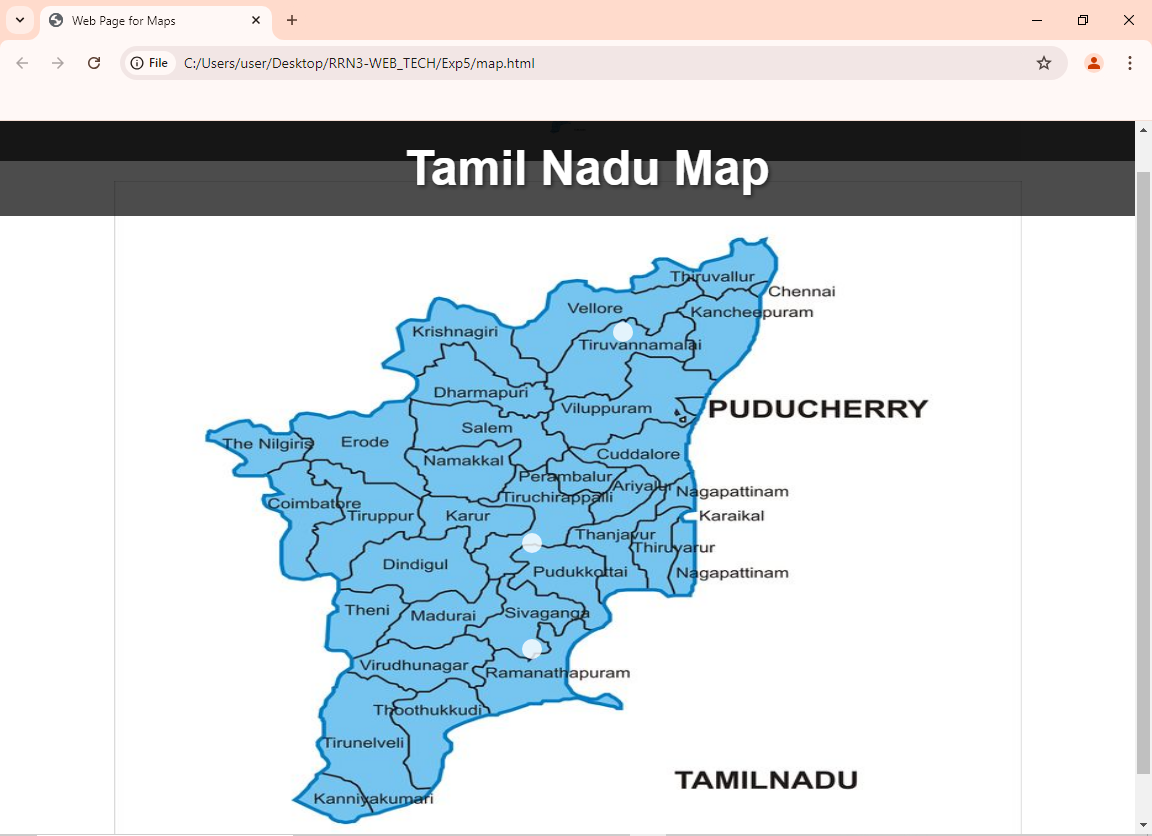 Web Page for Maps
File
C:/Users/user/Desktop/RRN3-WEB_TECH/Exp5/map.html
Tamil Nadu Map
Thiruvallur
Chennai
Vellore
Kancheepuram
Krishnagiri
Tiruvannamalai
Dharmapuri
Viluppuram
PUDUCHERRY
Salem
The Nilgiris
Erode
Cuddalore
Namakkal
Perambalur
Ariyalur
Nagapattinam
Tiruchirappalli
Coimbatore
Tiruppur
Karur
Karaikal
Thanjavur
Thiruvarur
Dindigul
Pudukkottai
Nagapattinam
Theni
Madurai
Sivaganga
Virudhunagar
Ramanathapuram
Thoothukkudi
Tirunelveli
TAMILNADU
Kanniyakumari